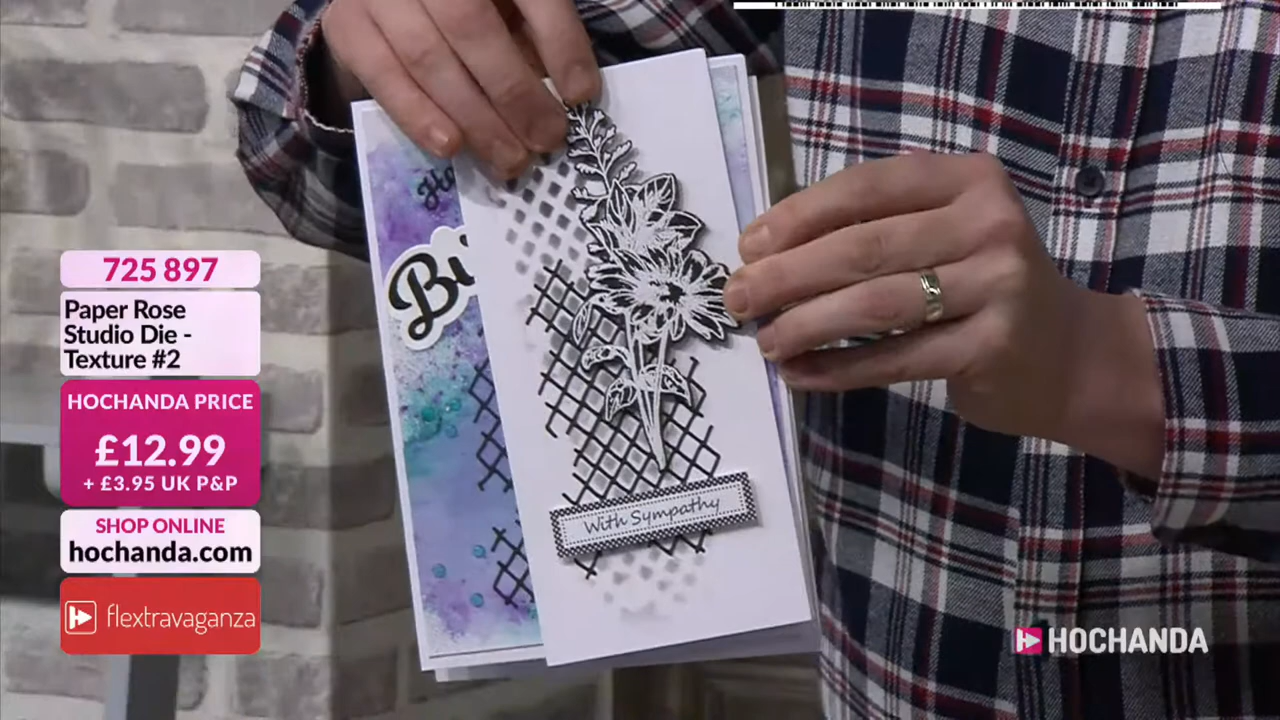 725 897
Paper Rose
Studio Die -
Texture #2
HOCHANDA PRICE
£12.99
+ £3.95 UK P&P
SHOP ONLINE
hochanda.com
flextravaganza
With Sympathy
HOCHANDA